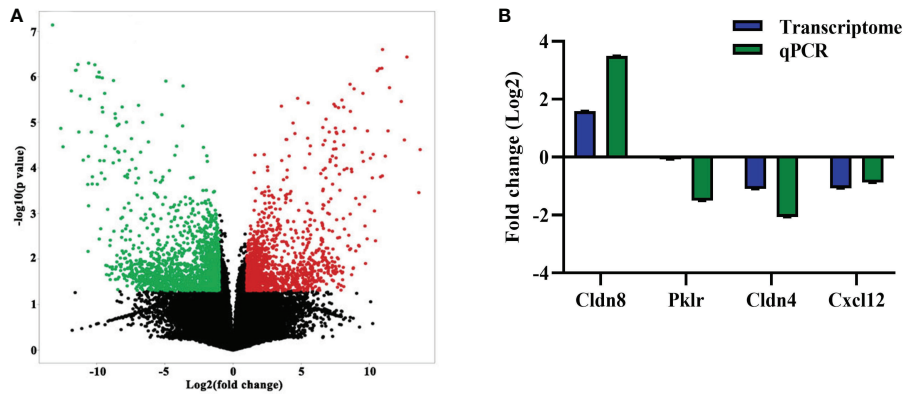 A
-log10(p value)
7
6
5
4
3
2
1
0
-10
-5
0
5
10
Log2(fold change)
B
Transcriptome
qPCR
Fold change (Log2)
4
2
0
-2
-4
Cldn8
Pklr
Cldn4
Cxcl12